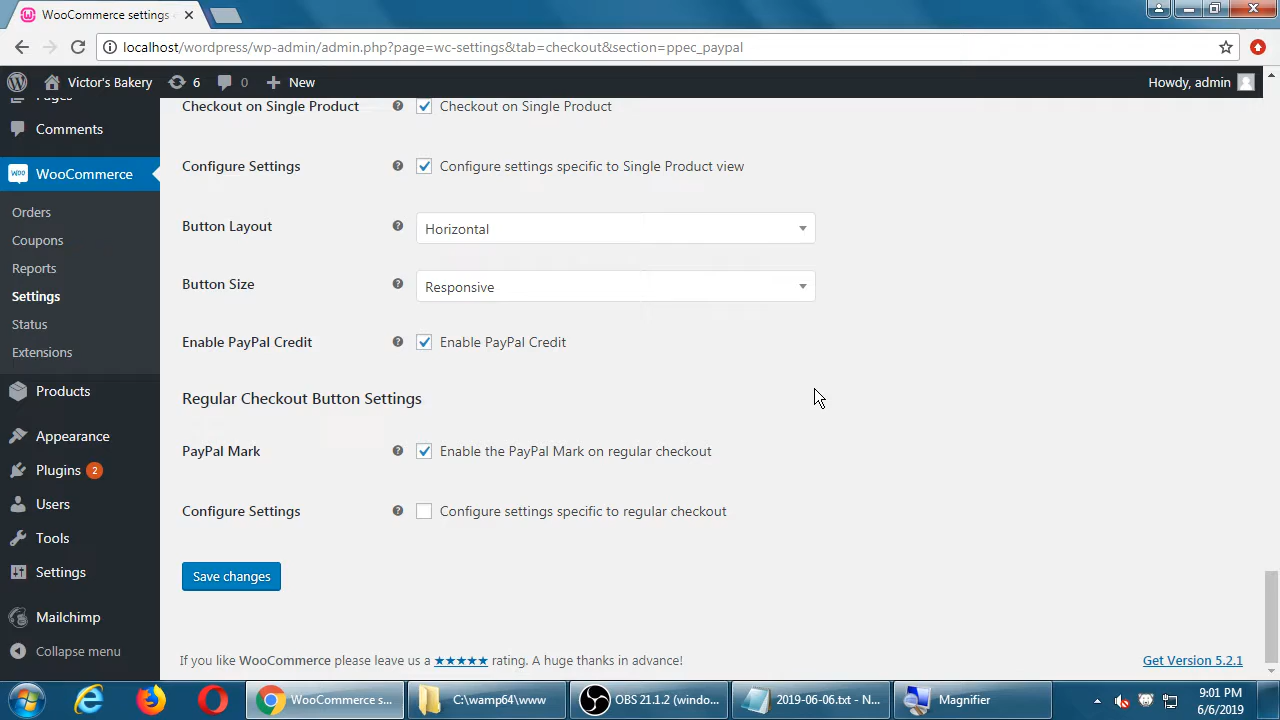 WooCommerce settings
localhost/wordpress/wp-admin/admin.php?page=wc-settings&tab=checkout&section=ppec_paypal
Victor's Bakery 6 0 New Howdy, admin
Pages
Comments
WooCommerce
Orders
Coupons
Reports
Settings
Status
Extensions
Products
Appearance
Plugins 2
Users
Tools
Settings
Mailchimp
Collapse menu
Checkout on Single Product ? Checkout on Single Product
Configure Settings ? Configure settings specific to Single Product view
Button Layout ? Horizontal
Button Size ? Responsive
Enable PayPal Credit ? Enable PayPal Credit
Regular Checkout Button Settings
PayPal Mark ? Enable the PayPal Mark on regular checkout
Configure Settings ? Configure settings specific to regular checkout
Save changes
If you like WooCommerce please leave us a ★★★★★ rating. A huge thanks in advance! Get Version 5.2.1
WooCommerce s... C:\wamp64\www OBS 21.1.2 (windo... 2019-06-06.txt - N... Magnifier 9:01 PM
6/6/2019